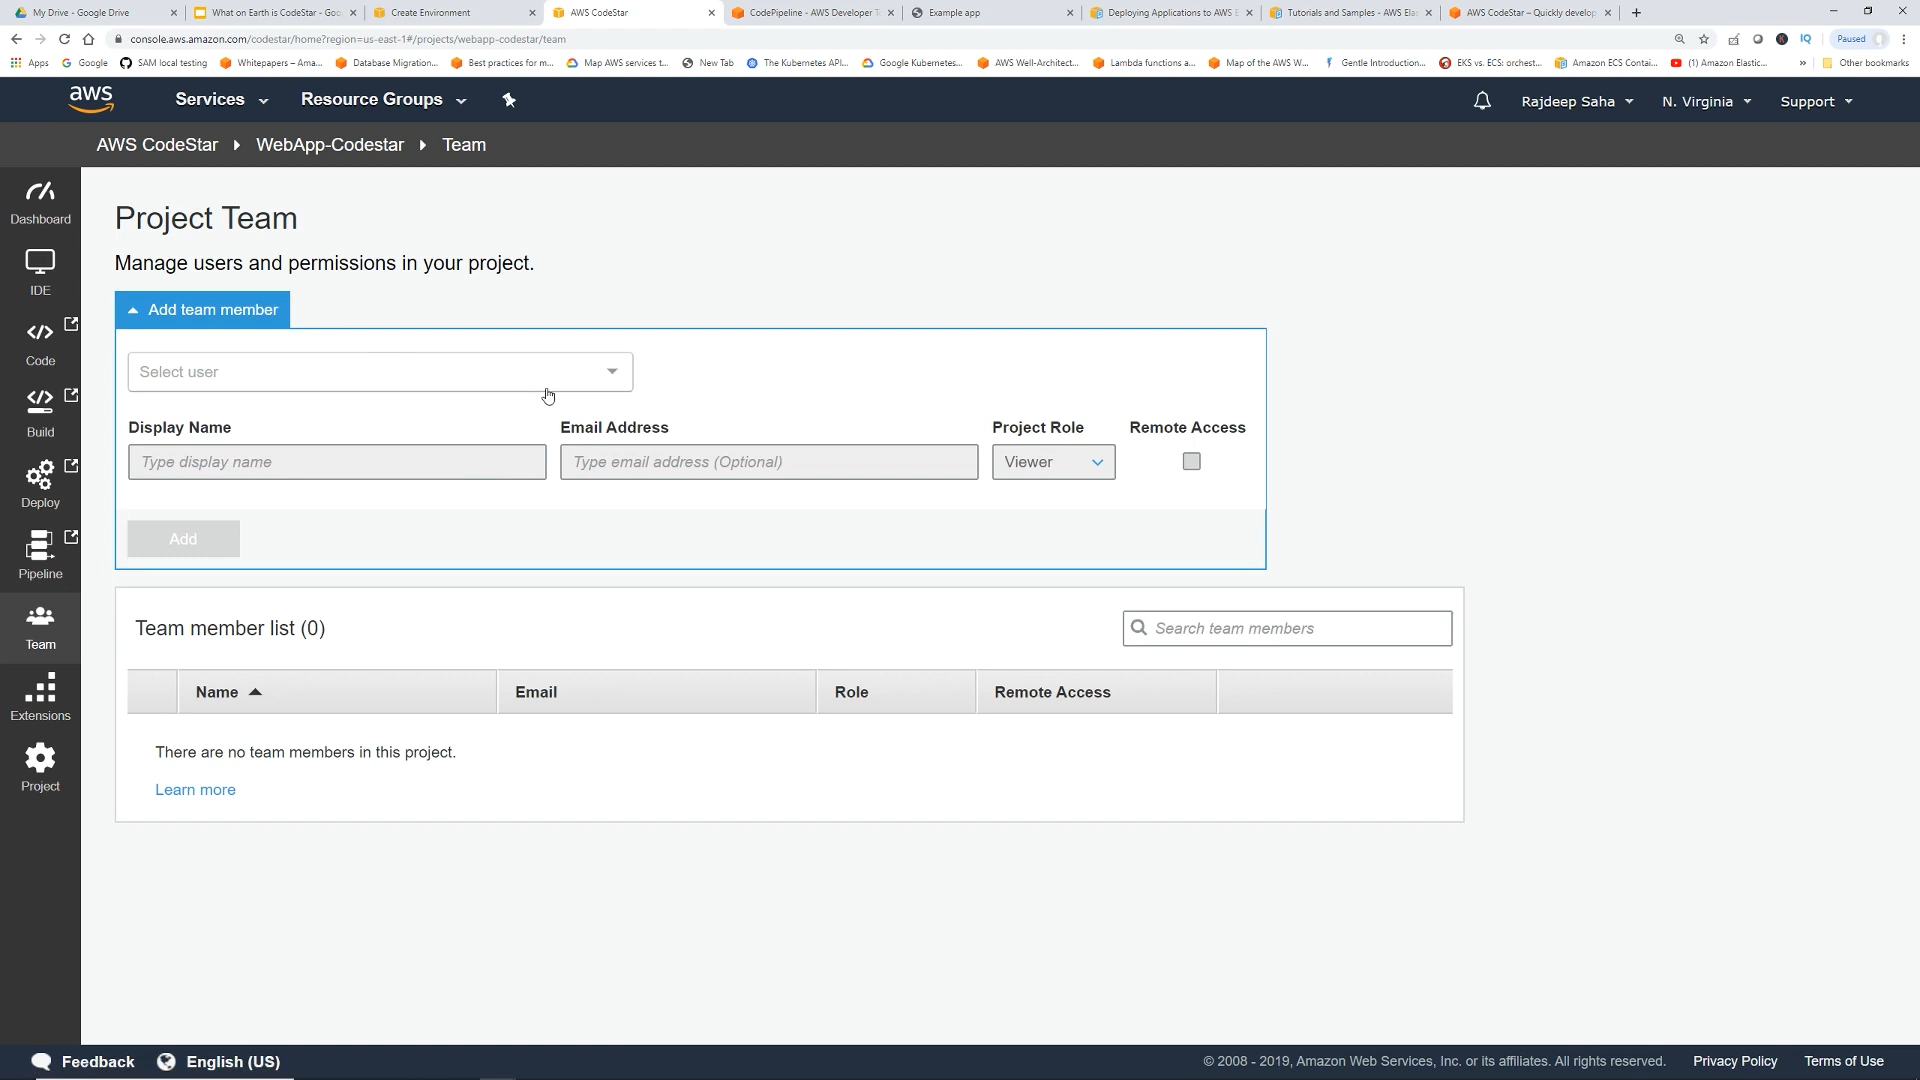 My Drive - Google Drive
What on Earth is CodeStar - Goo
Create Environment
AWS CodeStar
CodePipeline - AWS Developer T
Example app
Deploying Applications to AWS E
Tutorials and Samples - AWS Ela
AWS CodeStar – Quickly develop
console.aws.amazon.com/codestar/home?region=us-east-1#/projects/webapp-codestar/team
IQ
Paused
Apps
Google
SAM local testing
Whitepapers – Ama...
Database Migration...
Best practices for m...
Map AWS services t...
New Tab
The Kubernetes API...
Google Kubernetes...
AWS Well-Architect...
Lambda functions a...
Map of the AWS W...
Gentle Introduction...
EKS vs. ECS: orchest...
Amazon ECS Contai...
(1) Amazon Elastic...
»
Other bookmarks
aws
Services
Resource Groups
Rajdeep Saha
N. Virginia
Support
AWS CodeStar
WebApp-Codestar
Team
Dashboard
IDE
Code
Build
Deploy
Pipeline
Team
Extensions
Project
Project Team
Manage users and permissions in your project.
Add team member
Select user
Display Name
Email Address
Project Role
Remote Access
Type display name
Type email address (Optional)
Viewer
Add
Team member list (0)
Search team members
Name
Email
Role
Remote Access
There are no team members in this project.
Learn more
Feedback
English (US)
© 2008 - 2019, Amazon Web Services, Inc. or its affiliates. All rights reserved.
Privacy Policy
Terms of Use